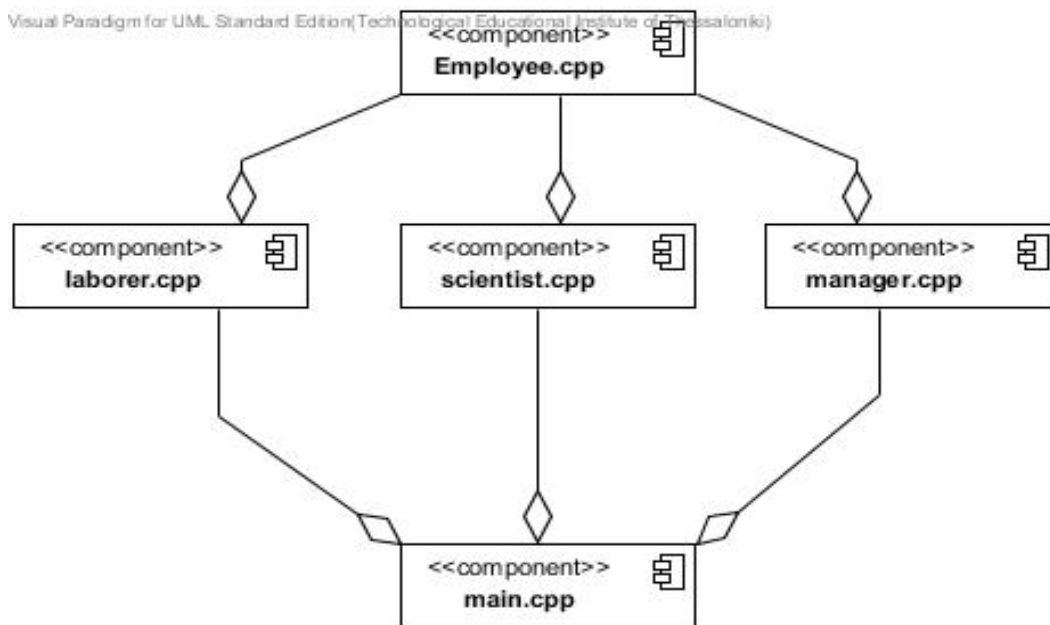 Visual Paradigm for UML Standard Edition(Technological Educational Institute of Thessaloniki)
<<component>>
Employee.cpp
<<component>>
laborer.cpp
<<component>>
scientist.cpp
<<component>>
manager.cpp
<<component>>
main.cpp